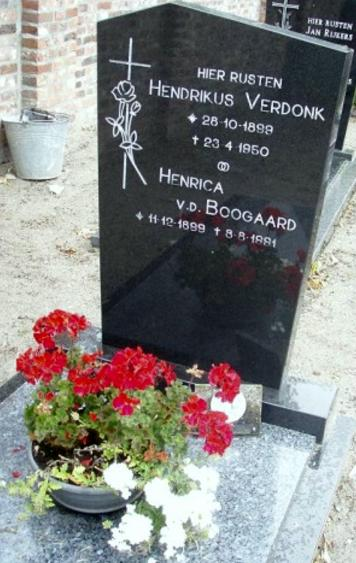 HIER RUSTEN
HENDRIKUS VERDONK
* 28-10-1899
† 23-4-1950
⚭
HENRICA
V.D. BOOGAARD
* 11-12-1899 † 8-8-1991
HIER RUSTEN
JAN RIJKERS